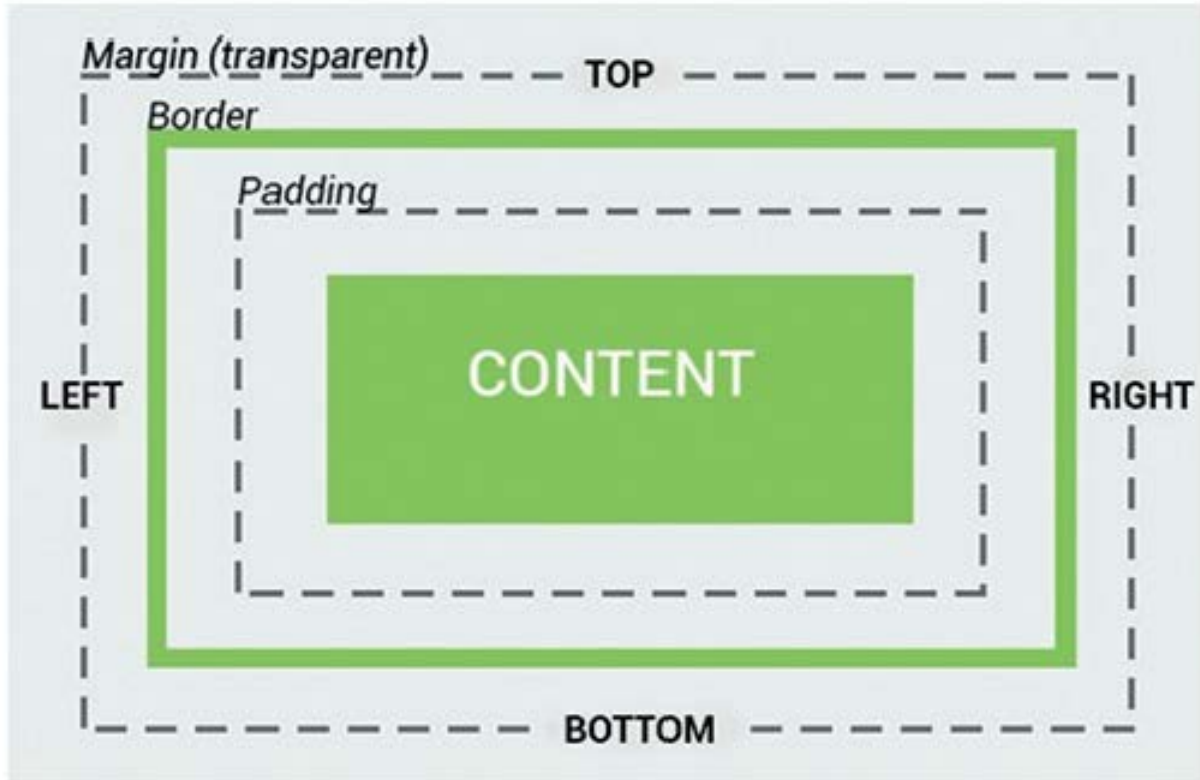 Margin (transparent)
TOP
Border
Padding
CONTENT
LEFT
RIGHT
BOTTOM